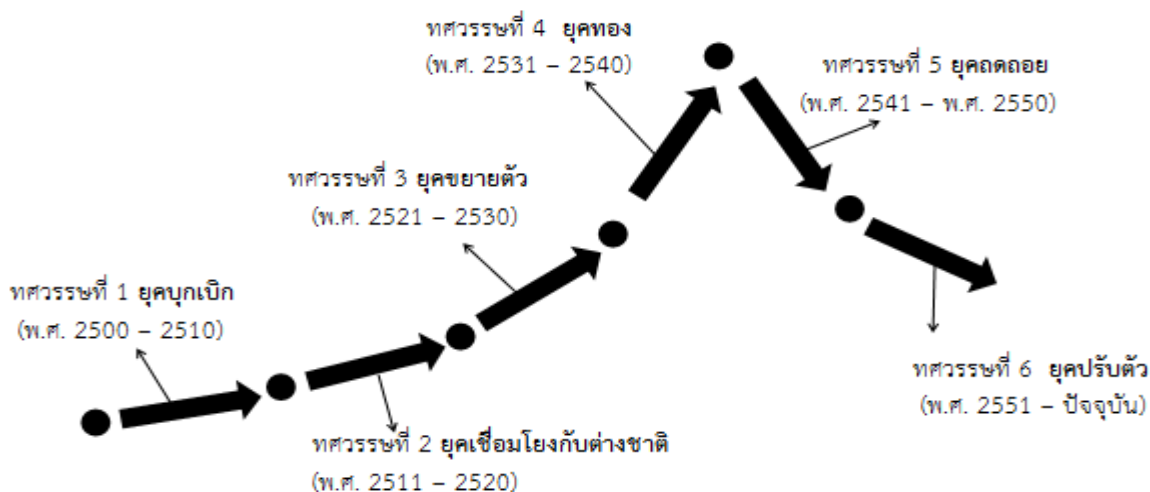 ทศวรรษที่ 1 ยุคบุกเบิก
(พ.ศ. 2500 – 2510)
ทศวรรษที่ 2 ยุคเชื่อมโยงกับต่างชาติ
(พ.ศ. 2511 – 2520)
ทศวรรษที่ 3 ยุคขยายตัว
(พ.ศ. 2521 – 2530)
ทศวรรษที่ 4 ยุคทอง
(พ.ศ. 2531 – 2540)
ทศวรรษที่ 5 ยุคถดถอย
(พ.ศ. 2541 – พ.ศ. 2550)
ทศวรรษที่ 6 ยุคปรับตัว
(พ.ศ. 2551 – ปัจจุบัน)